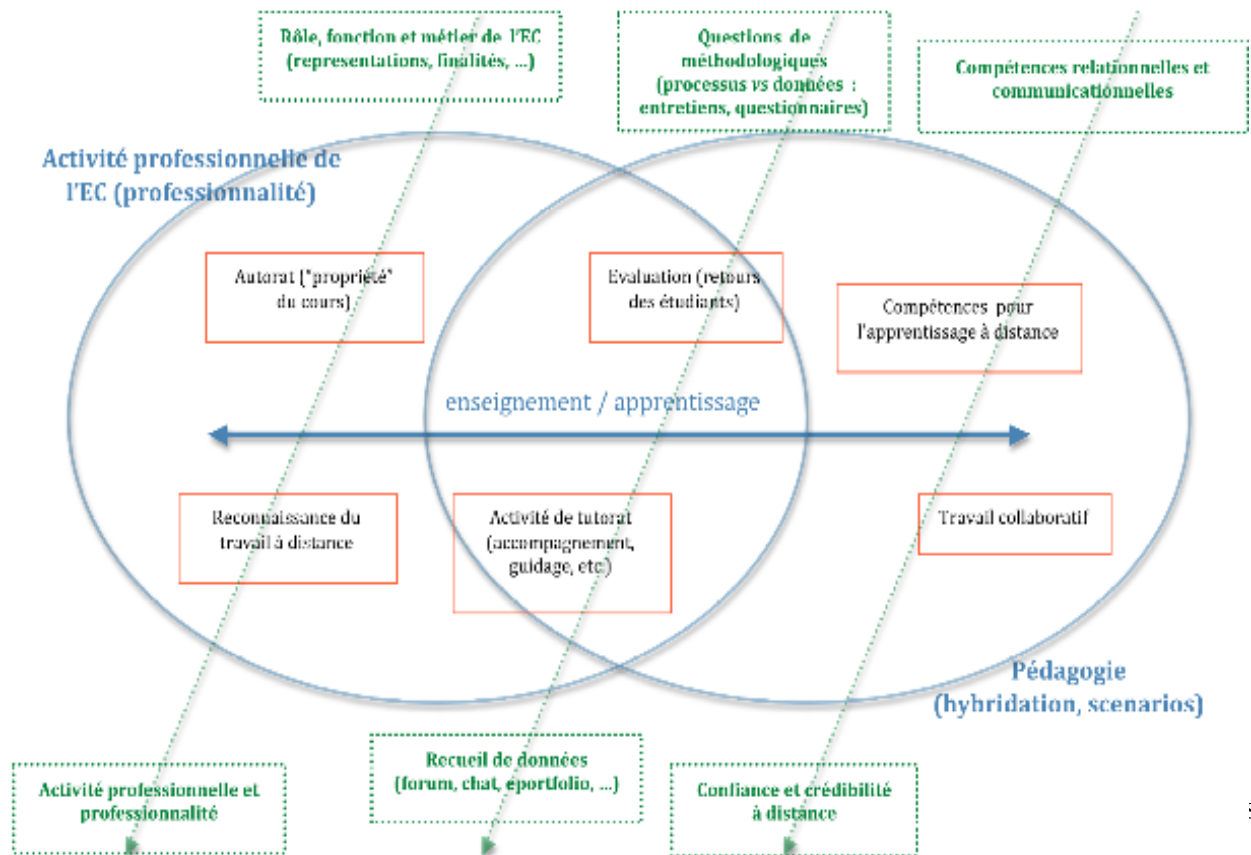 Rôle, fonction et métier de l'EC
(representations, finalités, ...)
Questions de
méthodologiques
(processus vs données :
entretiens, questionnaires)
Compétences relationnelles et
communicationnelles
Activité professionnelle de
l'EC (professionnalité)
Autorat ("propriété"
du cours)
Evaluation (retours
des étudiants)
Compétences pour
l'apprentissage à distance
enseignement / apprentissage
Reconnaissance du
travail à distance
Activité de tutorat
(accompagnement,
guidage, etc.)
Travail collaboratif
Pédagogie
(hybridation, scenarios)
Activité professionnelle et
professionnalité
Recueil de données
(forum, chat, eportfolio, ...)
Confiance et crédibilité
à distance